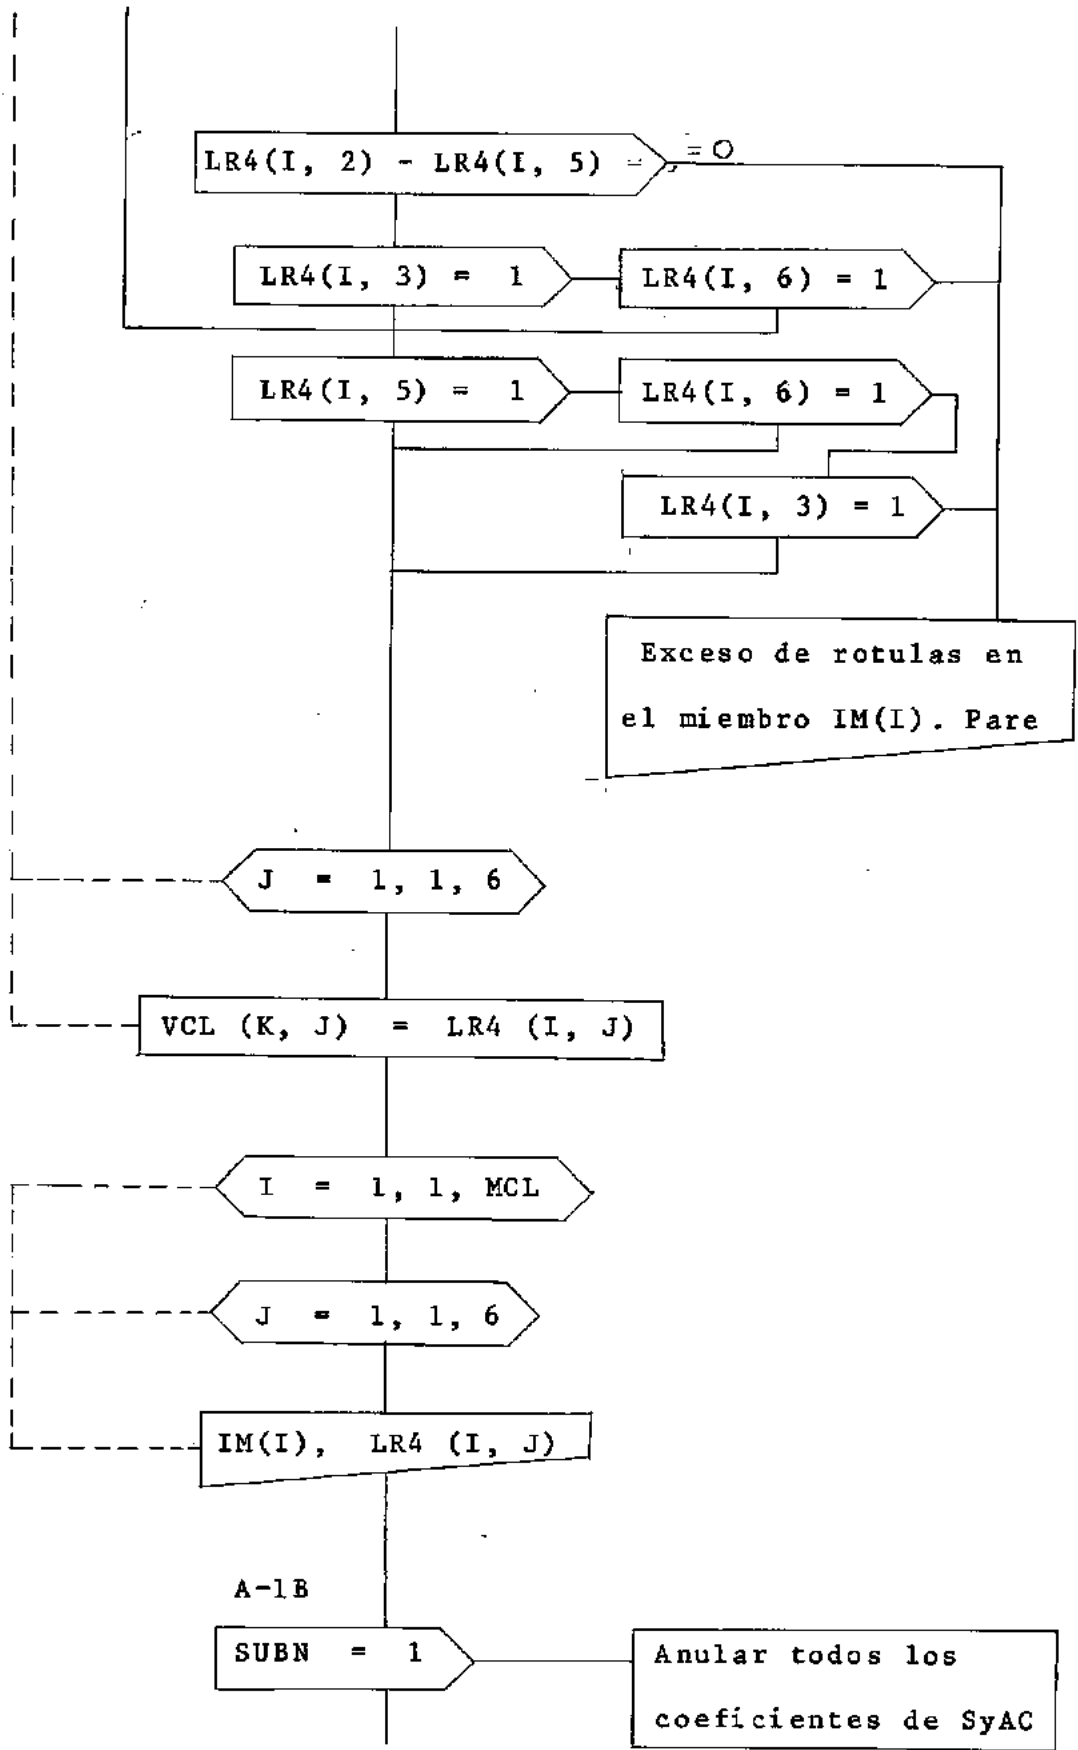 LR4(I, 2) - LR4(I, 5) = , = 0
LR4(I, 3) = 1
LR4(I, 6) = 1
LR4(I, 5) = 1
LR4(I, 6) = 1
LR4(I, 3) = 1
Exceso de rotulas en
el miembro IM(I). Pare
J = 1, 1, 6
VCL (K, J) = LR4 (I, J)
I = 1, 1, MCL
J = 1, 1, 6
IM(I), LR4 (I, J)
A-1B
SUBN = 1
Anular todos los
coeficientes de SyAC